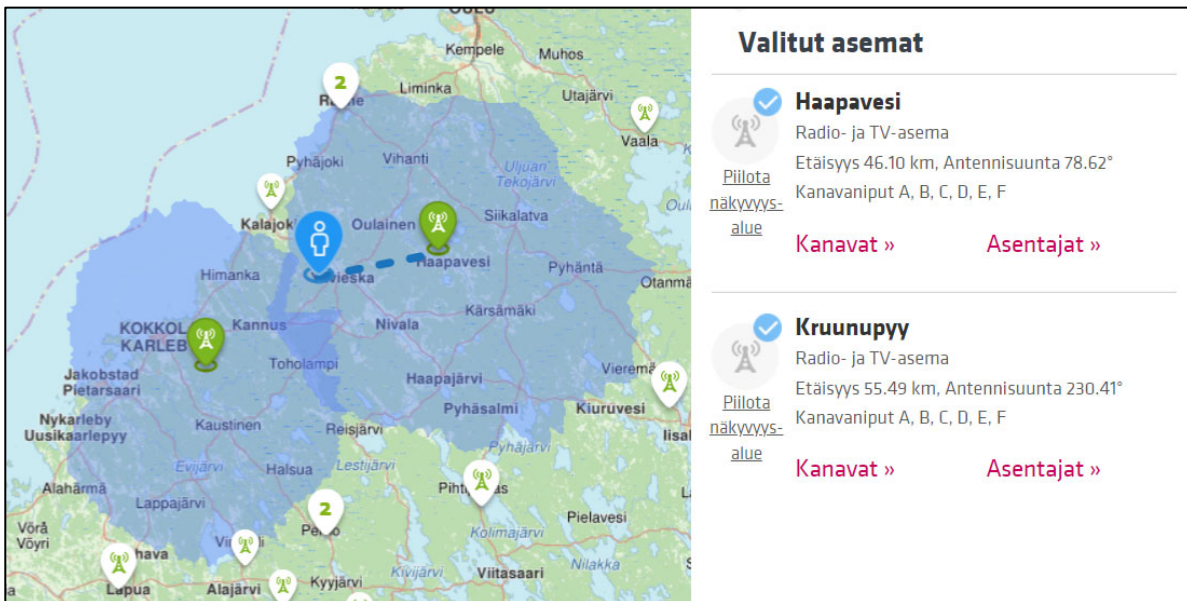 Kempele
Muhos
Liminka
2
Utajärvi
Vaala
Pyhäjoki
Vihanti
Uljuan
Tekojärvi
Oulainen
Siikalatva
Haapavesi
Pyhäntä
Himanka
Kärsämäki
KOKKOL
KARLEB
Kannus
Nivala
Toholampi
Jakobstad
Pietarsaari
Haapajärvi
Nykarleby
Uusikaarlepyy
Pyhäsalmi
Kiuruvesi
Kaustinen
Reisjärvi
Pyhäjärvi
Alahärmä
Evijärvi
Halsua
Lestijärvi
Lappajärvi
2
Vörå
Vöyri
Pielavesi
Kolimajärvi
Lapua
Alajärvi
Kyyjärvi
Kivijärvi
Viitasaari
Nilakka
Valitut asemat
Haapavesi
Radio- ja TV-asema
Etäisyys 46.10 km, Antennisuunta 78.62°
Kanavaniput A, B, C, D, E, F
Piilota
näkyvyys-
alue
Kanavat » Asentajat »
Kruunupyy
Radio- ja TV-asema
Etäisyys 55.49 km, Antennisuunta 230.41°
Kanavaniput A, B, C, D, E, F
Piilota
näkyvyys-
alue
Kanavat » Asentajat »